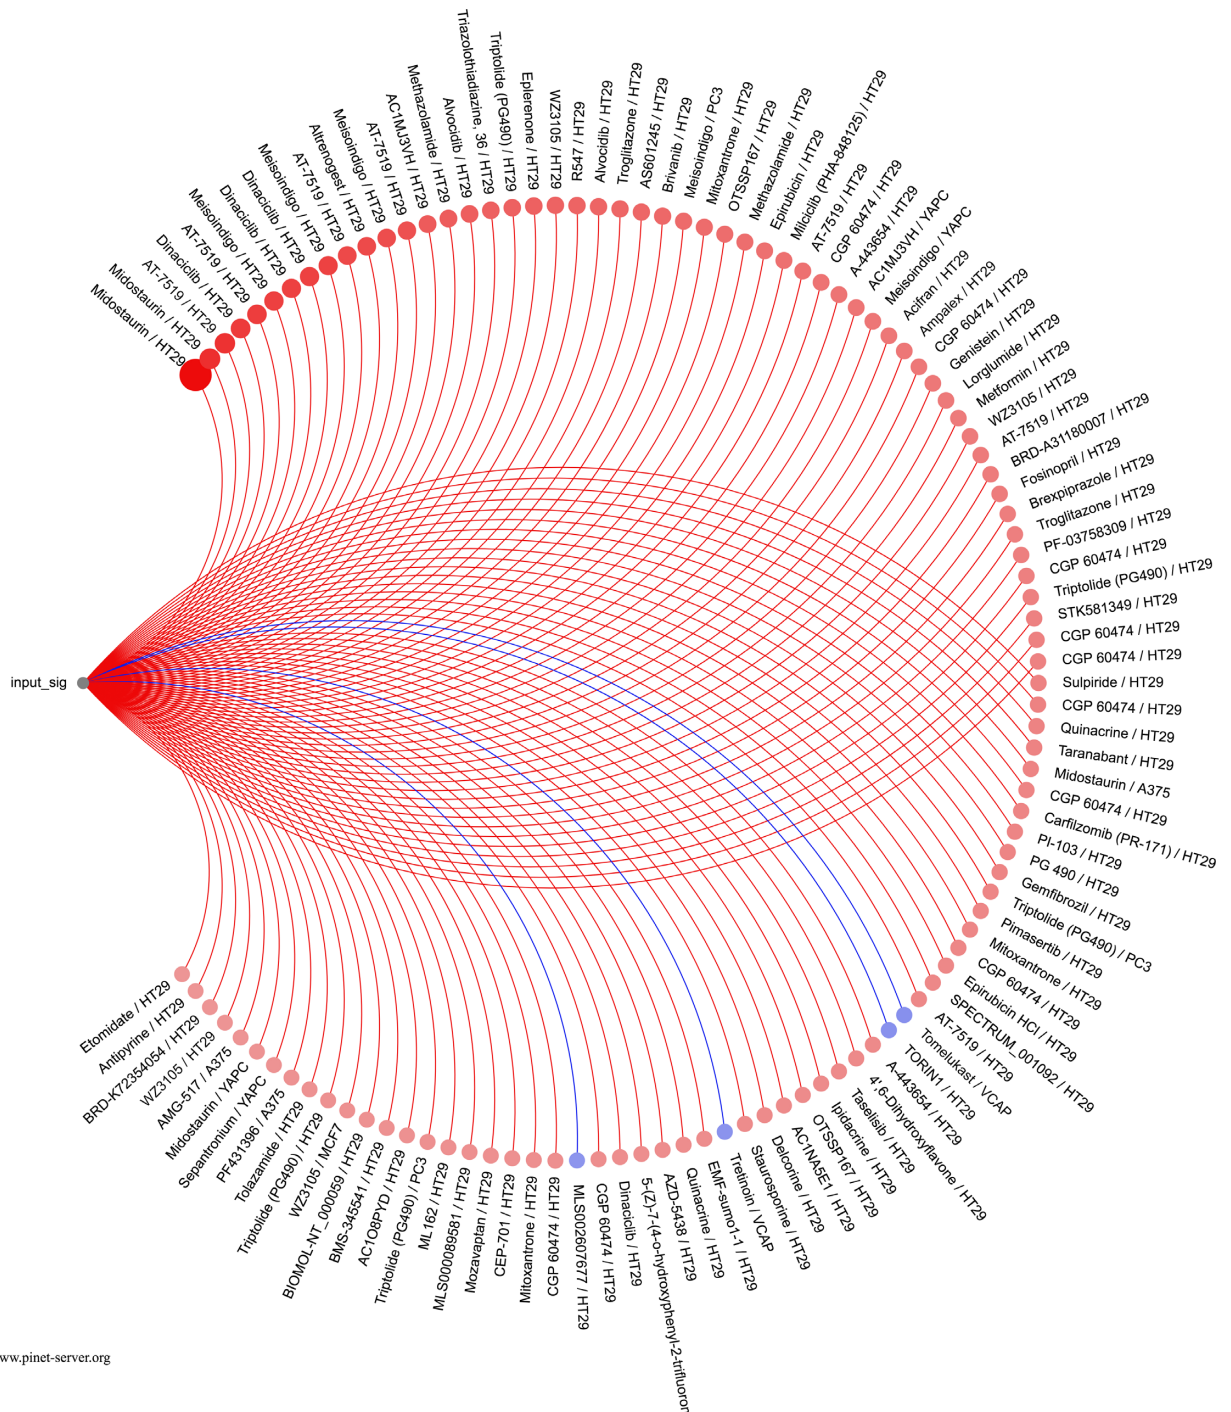 input_sig
Midostaurin / HT29
Midostaurin / HT29
AT-7519 / HT29
Dinaciclib / HT29
AT-7519 / HT29
Meisoindigo / HT29
Dinaciclib / HT29
Dinaciclib / HT29
Meisoindigo / HT29
AT-7519 / HT29
Altrenogest / HT29
Meisoindigo / HT29
AT-7519 / HT29
AC1MJ3VH / HT29
Methazolamide / HT29
Alvocidib / HT29
Triazolothiadiazine, 36 / HT29
Triptolide (PG490) / HT29
Eplerenone / HT29
WZ3105 / HT29
R547 / HT29
Alvocidib / HT29
Troglitazone / HT29
AS601245 / HT29
Brivanib / HT29
Meisoindigo / PC3
Mitoxantrone / HT29
OTSSP167 / HT29
Methazolamide / HT29
Epirubicin / HT29
Milciclib (PHA-848125) / HT29
AT-7519 / HT29
CGP 60474 / HT29
A-443654 / HT29
AC1MJ3VH / YAPC
Meisoindigo / YAPC
Acifran / HT29
Ampalex / HT29
CGP 60474 / HT29
Genistein / HT29
Lorglumide / HT29
Metformin / HT29
WZ3105 / HT29
AT-7519 / HT29
BRD-A31180007 / HT29
Fosinopril / HT29
Brexpiprazole / HT29
Troglitazone / HT29
PF-03758309 / HT29
CGP 60474 / HT29
Triptolide (PG490) / HT29
STK581349 / HT29
CGP 60474 / HT29
CGP 60474 / HT29
Sulpiride / HT29
CGP 60474 / HT29
Quinacrine / HT29
Taranabant / HT29
Midostaurin / A375
CGP 60474 / HT29
Carfilzomib (PR-171) / HT29
PI-103 / HT29
PG 490 / HT29
Gemfibrozil / HT29
Triptolide (PG490) / PC3
Pimasertib / HT29
Mitoxantrone / HT29
CGP 60474 / HT29
Epirubicin HCl / HT29
SPECTRUM_001092 / HT29
AT-7519 / HT29
Tomelukast / VCAP
TORIN1 / HT29
A-443654 / HT29
4',6-Dihydroxyflavone / HT29
Taselisib / HT29
Ipidacrine / HT29
OTSSP167 / HT29
AC1NA5E1 / HT29
Delcorine / HT29
Staurosporine / HT29
Tretinoin / VCAP
EMF-sumo1-1 / HT29
Quinacrine / HT29
AZD-5438 / HT29
5-(Z)-7-(4-o-hydroxyphenyl-2-trifluoror
Dinaciclib / HT29
CGP 60474 / HT29
MLS002607677 / HT29
CGP 60474 / HT29
Mitoxantrone / HT29
CEP-701 / HT29
Mozavaptan / HT29
MLS000089581 / HT29
ML162 / HT29
Triptolide (PG490) / PC3
AC1O8PYD / HT29
BMS-345541 / HT29
BIOMOL-NT_000059 / HT29
WZ3105 / MCF7
Triptolide (PG490) / HT29
Tolazamide / HT29
PF431396 / A375
Sepantronium / YAPC
Midostaurin / YAPC
AMG-517 / A375
WZ3105 / HT29
BRD-K72354054 / HT29
Antipyrine / HT29
Etomidate / HT29
ww.pinet-server.org